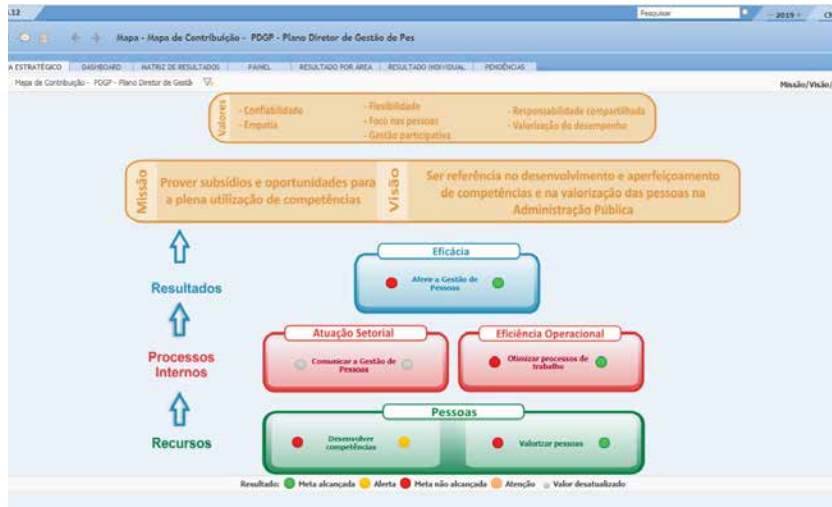 Pesquisar
2019
Mapa - Mapa de Contribuição - PDGP - Plano Diretor de Gestão de Pes
A ESTRATÉGICO DASHBOARD MATRIZ DE RESULTADOS PAINEL RESULTADO POR ÁREA RESULTADO INDIVIDUAL PENDÊNCIAS
Mapa de Contribuição - PDGP - Plano Diretor de Gestã
Missão/Visão/
Valores
- Confiabilidade
- Empatia
- Flexibilidade
- Foco nas pessoas
- Gestão participativa
- Responsabilidade compartilhada
- Valorização do desempenho
Missão
Prover subsídios e oportunidades para
a plena utilização de competências
Visão
Ser referência no desenvolvimento e aperfeiçoamento
de competências e na valorização das pessoas na
Administração Pública
Resultados
Eficácia
Aferir a Gestão de
Pessoas
Processos
Internos
Atuação Setorial
Comunicar a Gestão de
Pessoas
Eficiência Operacional
Otimizar processos de
trabalho
Recursos
Pessoas
Desenvolver
competências
Valorizar pessoas
Resultado: Meta alcançada Alerta Meta não alcançada Atenção Valor desatualizado